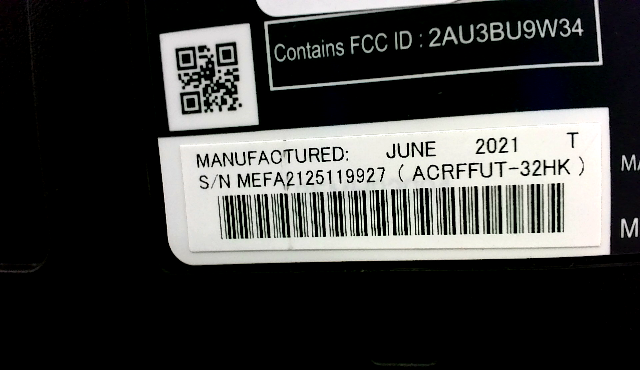 Contains FCC ID : 2AU3BU9W34
MANUFACTURED: JUNE 2021 T
S/N MEFA2125119927 ( ACRFFUT-32HK )